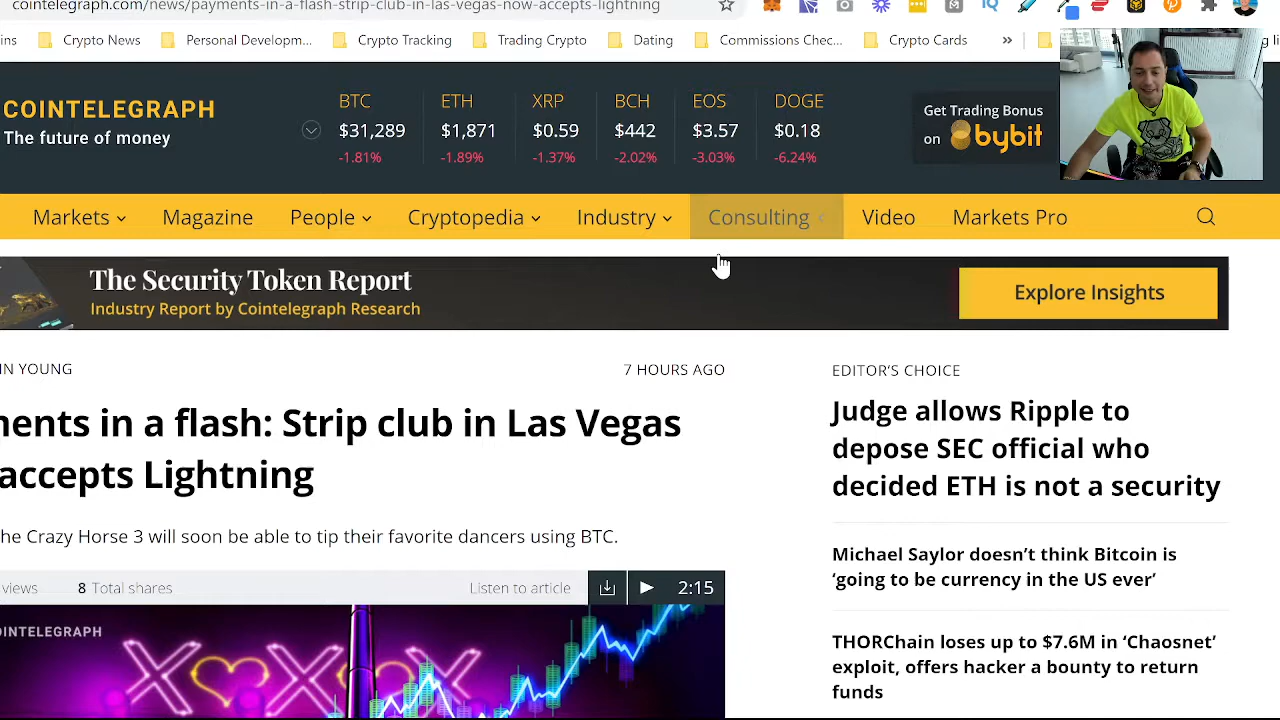 cointelegraph.com/news/payments-in-a-flash-strip-club-in-las-vegas-now-accepts-lightning
ins Crypto News Personal Developm... Crypto Tracking Trading Crypto Dating Commissions Chec... Crypto Cards »
COINTELEGRAPH
The future of money
BTC ETH XRP BCH EOS DOGE
$31,289 $1,871 $0.59 $442 $3.57 $0.18
-1.81% -1.89% -1.37% -2.02% -3.03% -6.24%
Get Trading Bonus
on bybit
Markets Magazine People Cryptopedia Industry Consulting Video Markets Pro
The Security Token Report
Industry Report by Cointelegraph Research
Explore Insights
IN YOUNG
7 HOURS AGO
ments in a flash: Strip club in Las Vegas
accepts Lightning
he Crazy Horse 3 will soon be able to tip their favorite dancers using BTC.
views 8 Total shares Listen to article 2:15
OINTELEGRAPH
XOXOX
EDITOR'S CHOICE
Judge allows Ripple to
depose SEC official who
decided ETH is not a security
Michael Saylor doesn't think Bitcoin is
‘going to be currency in the US ever’
THORChain loses up to $7.6M in ‘Chaosnet’
exploit, offers hacker a bounty to return
funds